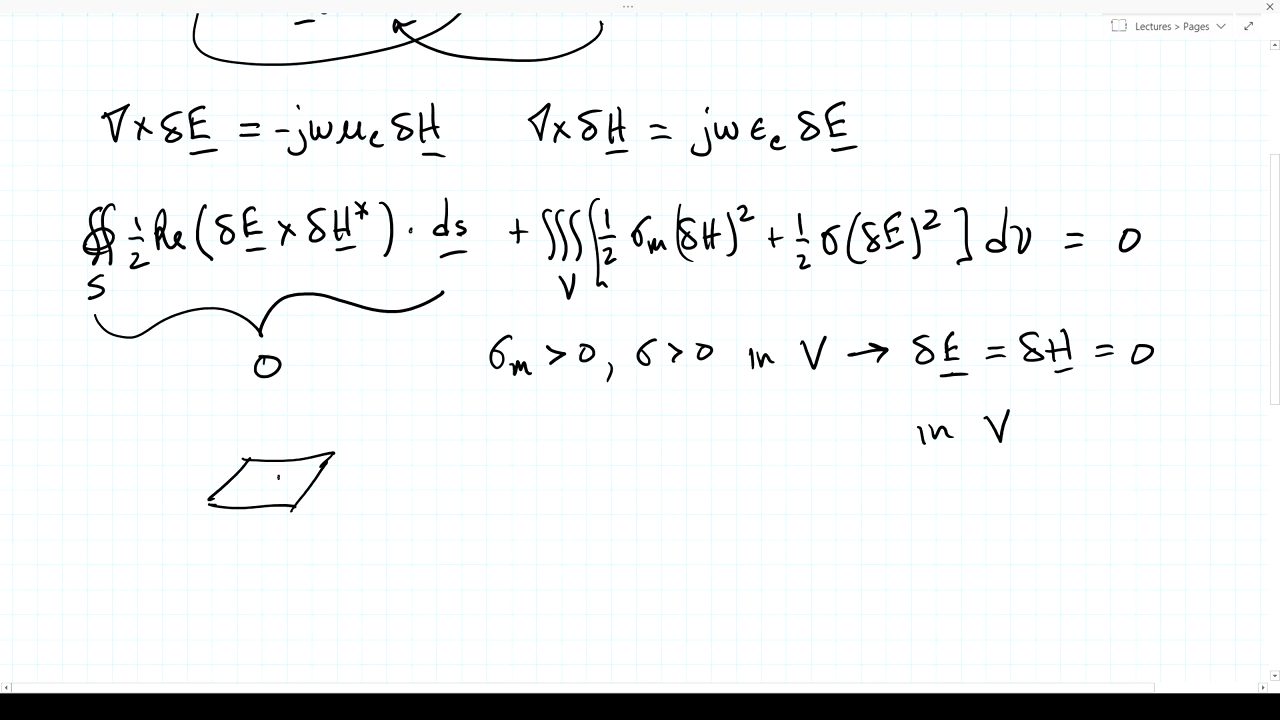 Lectures > Pages
∇×δE̲ = -jωμ_c δH̲  ∇×δH̲ = jωϵ_c δE̲
∯_S ½ Re(δE̲ × δH̲*) · ds̲ + ∭_V [½ σ_m (δH)² + ½ σ(δE)²] dv = 0
0
σ_m > 0, σ > 0 in V → δE̲ = δH̲ = 0
in V